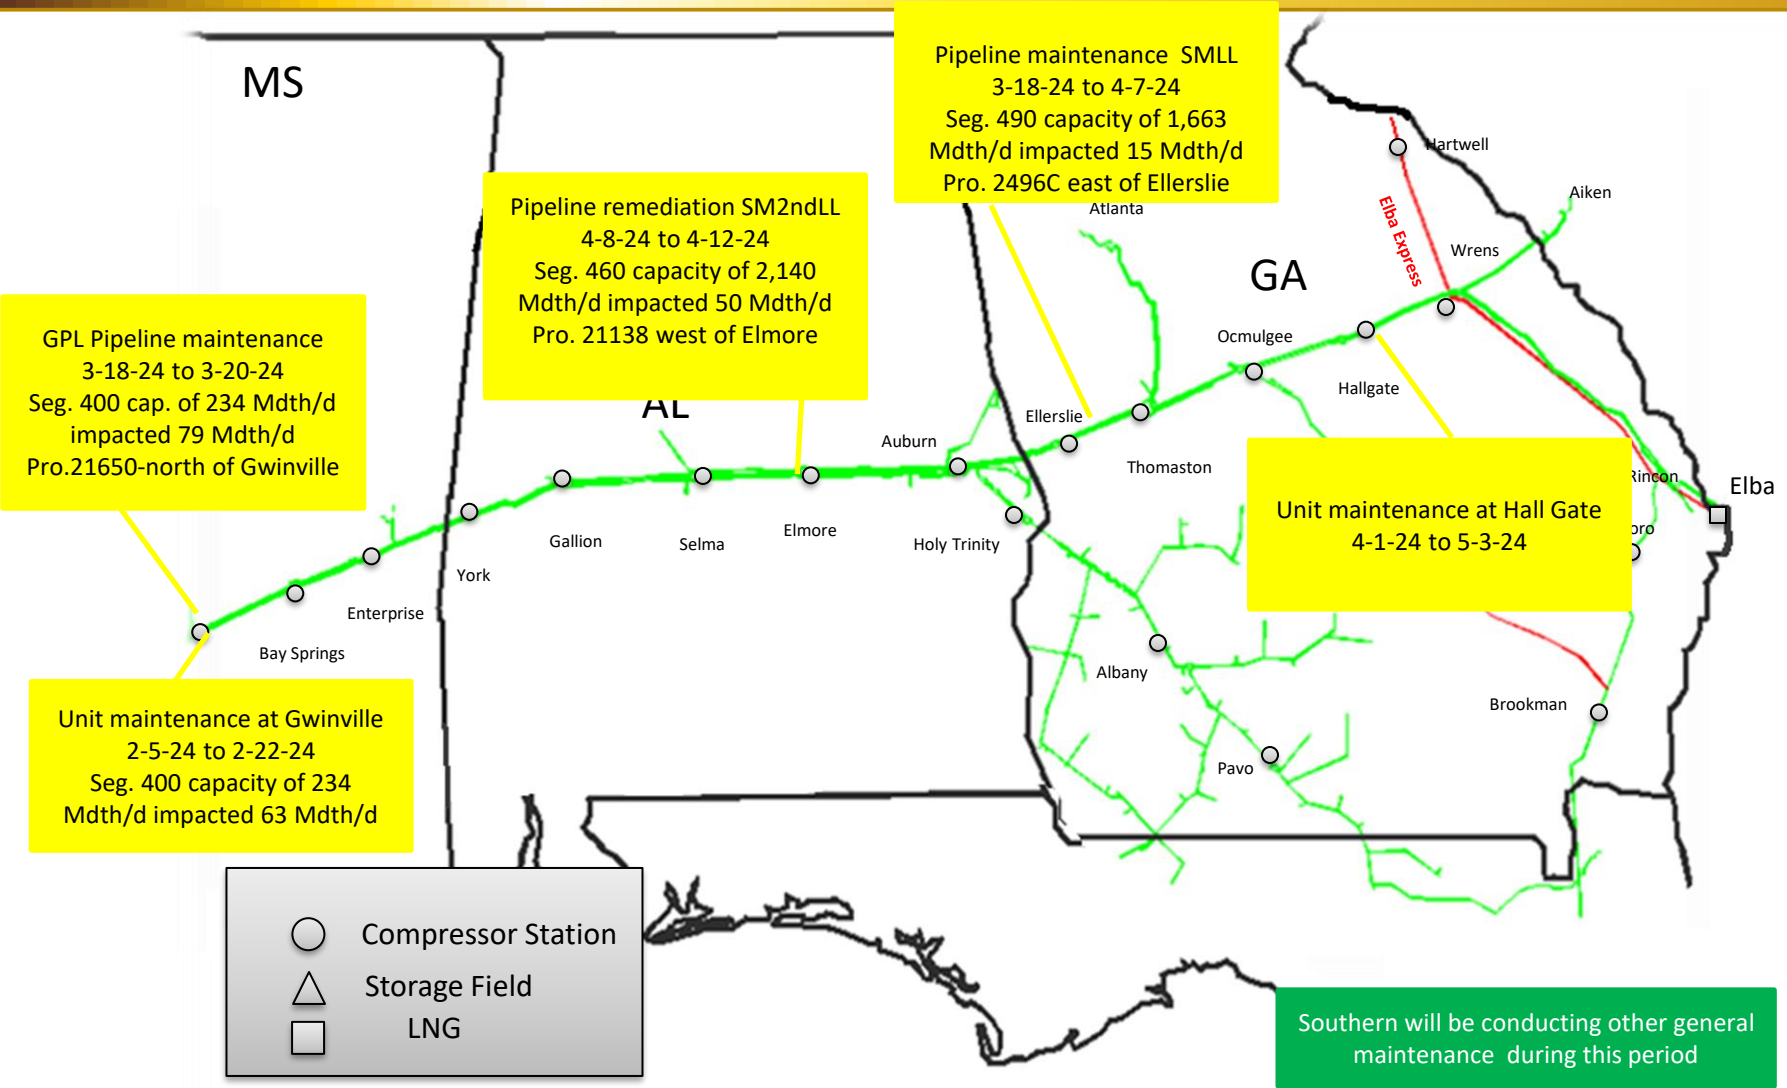 MS
Pipeline maintenance  SMLL
3-18-24 to 4-7-24
Seg. 490 capacity of 1,663
Mdth/d impacted 15 Mdth/d
Pro. 2496C east of Ellerslie
Hartwell
Pipeline remediation SM2ndLL
4-8-24 to 4-12-24
Seg. 460 capacity of 2,140
Mdth/d impacted 50 Mdth/d
Pro. 21138 west of Elmore
Atlanta
Aiken
Elba Express
Wrens
GA
GPL Pipeline maintenance
3-18-24 to 3-20-24
Seg. 400 cap. of 234 Mdth/d
impacted 79 Mdth/d
Pro.21650-north of Gwinville
Ocmulgee
Hallgate
AL
Ellerslie
Auburn
Thomaston
Rincon
Elba
Unit maintenance at Hall Gate
4-1-24 to 5-3-24
oro
Elmore
Gallion
Selma
Holy Trinity
York
Enterprise
Bay Springs
Albany
Brookman
Pavo
Unit maintenance at Gwinville
2-5-24 to 2-22-24
Seg. 400 capacity of 234
Mdth/d impacted 63 Mdth/d
Compressor Station
Storage Field
LNG
Southern will be conducting other general
maintenance  during this period